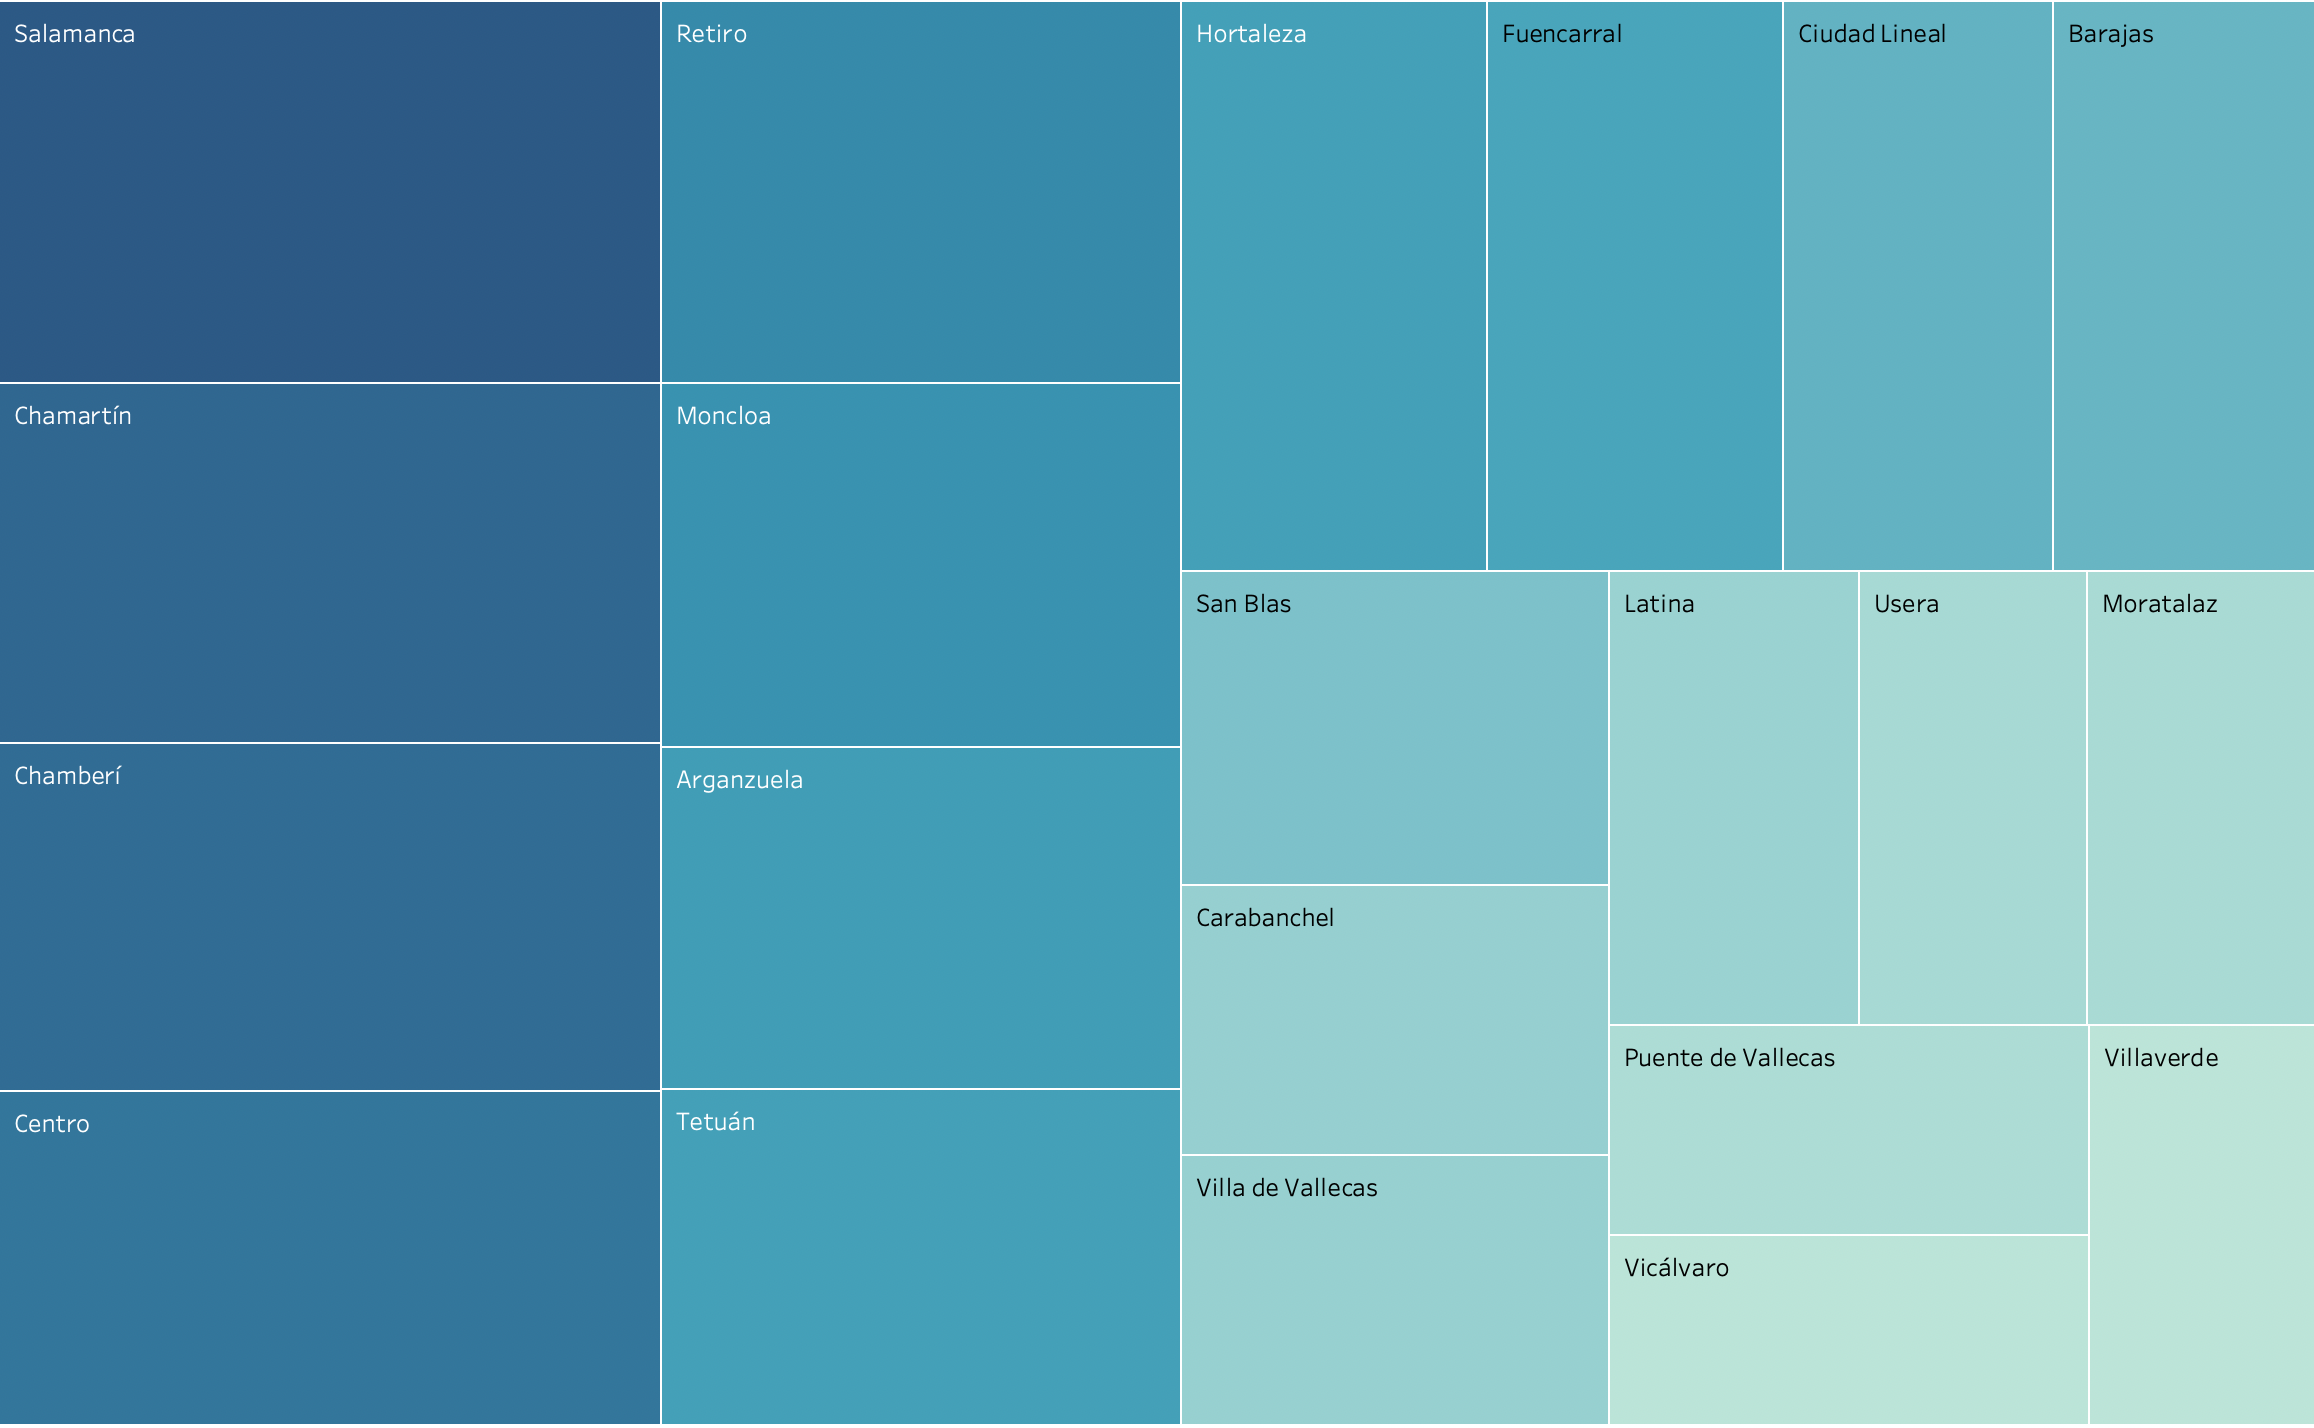 Salamanca
Chamartín
Chamberí
Centro
Retiro
Moncloa
Arganzuela
Tetuán
Hortaleza
Fuencarral
Ciudad Lineal
Barajas
San Blas
Carabanchel
Villa de Vallecas
Latina
Usera
Moratalaz
Puente de Vallecas
Vicálvaro
Villaverde